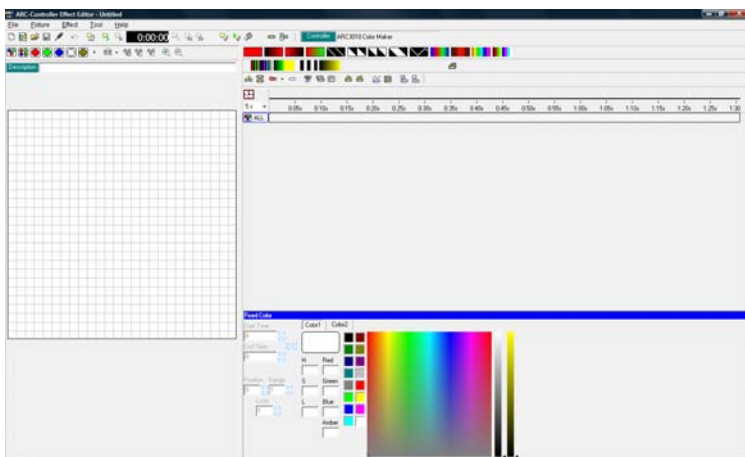 ARC-Controller Effect Editor - Untitled
File Fixture Effect Tool Help
0:00:00
Controller ARC3010 Color Maker
Description
1s 0:05s 0:10s 0:15s 0:20s 0:25s 0:30s 0:35s 0:40s 0:45s 0:50s 0:55s 1:00s 1:05s 1:10s 1:15s 1:20s 1:25s 1:30
ALL
Fixed Color
Start Time
Color1 Color2
End Time
H Red
S Green
Position Range
L Blue
Amber